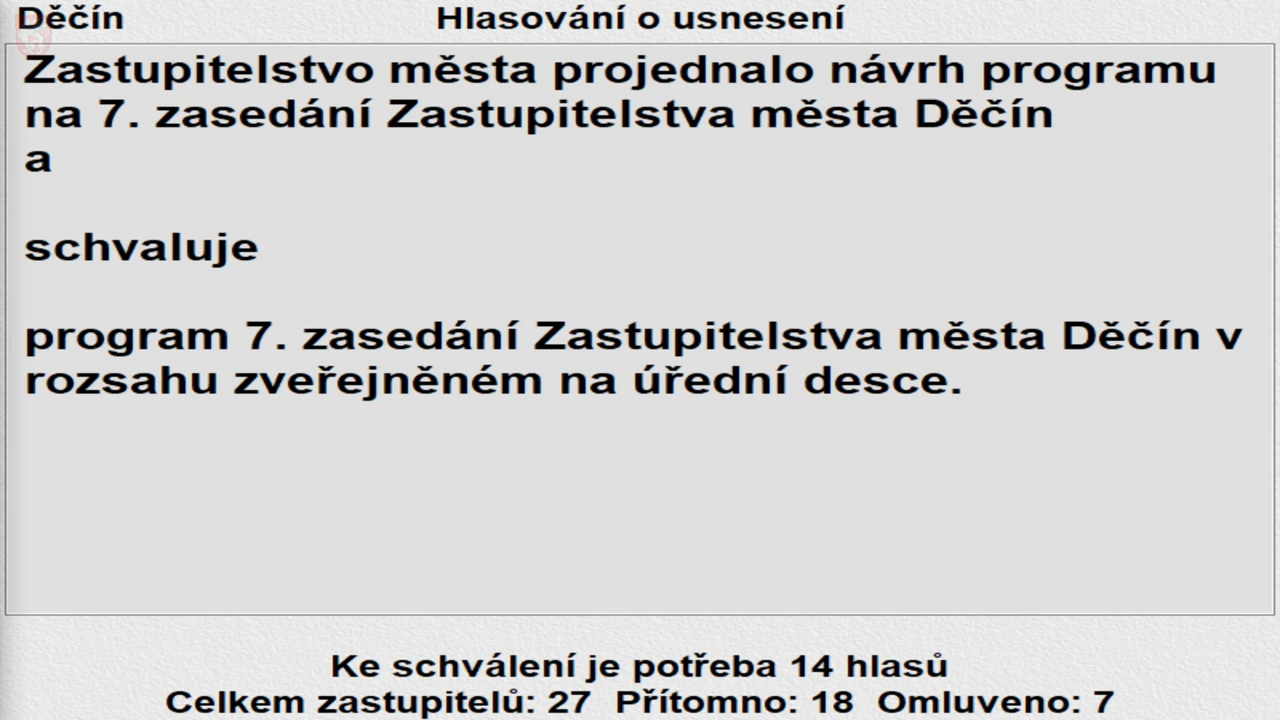 Děčín
Hlasování o usnesení
Zastupitelstvo města projednalo návrh programu
na 7. zasedání Zastupitelstva města Děčín
a
schvaluje
program 7. zasedání Zastupitelstva města Děčín v
rozsahu zveřejněném na úřední desce.
Ke schválení je potřeba 14 hlasů
Celkem zastupitelů: 27 Přítomno: 18 Omluveno: 7